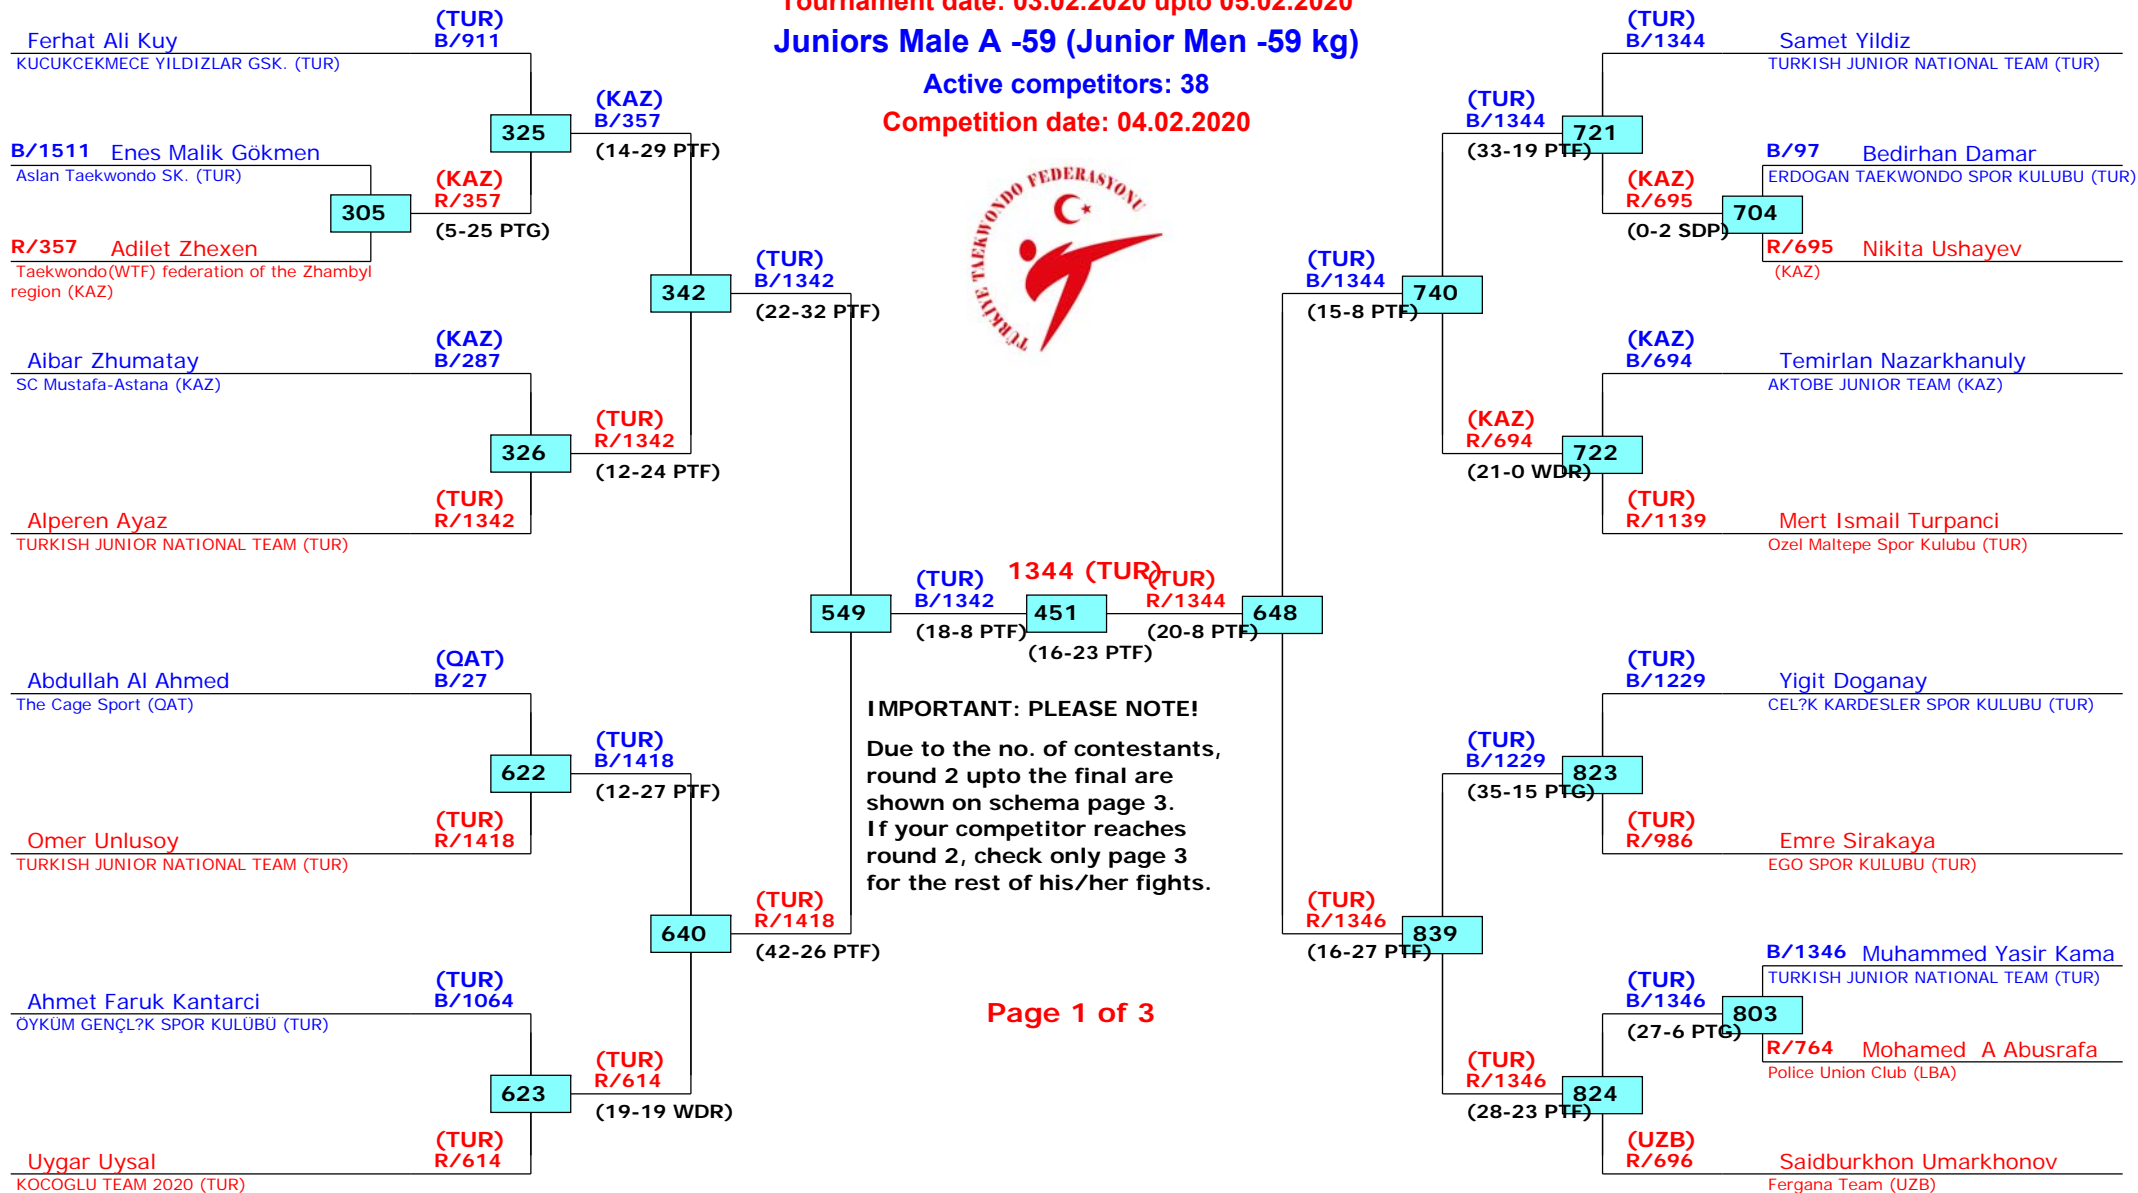 Tournament date: 03.02.2020 upto 05.02.2020
Juniors Male A -59 (Junior Men -59 kg)
Active competitors: 38
Competition date: 04.02.2020
TÜRKİYE TAEKWONDO FEDERASYONU
(TUR)
Ferhat Ali Kuy B/911
KUCUKCEKMECE YILDIZLAR GSK. (TUR)
325
(KAZ)
B/357
(14-29 PTF)
B/1511 Enes Malik Gökmen
Aslan Taekwondo SK. (TUR)
305
(KAZ)
R/357
(5-25 PTG)
R/357 Adilet Zhexen
Taekwondo(WTF) federation of the Zhambyl
region (KAZ)
342
(TUR)
B/1342
(22-32 PTF)
(KAZ)
Aibar Zhumatay B/287
SC Mustafa-Astana (KAZ)
326
(TUR)
R/1342
(12-24 PTF)
(TUR)
Alperen Ayaz R/1342
TURKISH JUNIOR NATIONAL TEAM (TUR)
549
(TUR)
B/1342
(18-8 PTF)
1344 (TUR)
451
(16-23 PTF)
(TUR)
R/1344
(20-8 PTF)
648
(QAT)
Abdullah Al Ahmed B/27
The Cage Sport (QAT)
622
(TUR)
B/1418
(12-27 PTF)
(TUR)
Omer Unlusoy R/1418
TURKISH JUNIOR NATIONAL TEAM (TUR)
640
(TUR)
R/1418
(42-26 PTF)
(TUR)
Ahmet Faruk Kantarci B/1064
ÖYKÜM GENÇL?K SPOR KULÜBÜ (TUR)
623
(TUR)
R/614
(19-19 WDR)
(TUR)
Uygar Uysal R/614
KOCOGLU TEAM 2020 (TUR)
IMPORTANT: PLEASE NOTE!
Due to the no. of contestants,
round 2 upto the final are
shown on schema page 3.
If your competitor reaches
round 2, check only page 3
for the rest of his/her fights.
Page 1 of 3
(TUR)
B/1344 Samet Yildiz
TURKISH JUNIOR NATIONAL TEAM (TUR)
(TUR)
B/1344
721
(33-19 PTF)
B/97 Bedirhan Damar
ERDOGAN TAEKWONDO SPOR KULUBU (TUR)
(KAZ)
R/695
704
(0-2 SDP)
R/695 Nikita Ushayev
(KAZ)
(TUR)
B/1344
740
(15-8 PTF)
(KAZ)
B/694 Temirlan Nazarkhanuly
AKTOBE JUNIOR TEAM (KAZ)
(KAZ)
R/694
722
(21-0 WDR)
(TUR)
R/1139 Mert Ismail Turpanci
Ozel Maltepe Spor Kulubu (TUR)
(TUR)
B/1229 Yigit Doganay
CEL?K KARDESLER SPOR KULUBU (TUR)
(TUR)
B/1229
823
(35-15 PTG)
(TUR)
R/986 Emre Sirakaya
EGO SPOR KULUBU (TUR)
(TUR)
R/1346
839
(16-27 PTF)
B/1346 Muhammed Yasir Kama
TURKISH JUNIOR NATIONAL TEAM (TUR)
(TUR)
B/1346
803
(27-6 PTG)
R/764 Mohamed A Abusrafa
Police Union Club (LBA)
(TUR)
R/1346
824
(28-23 PTF)
(UZB)
R/696 Saidburkhon Umarkhonov
Fergana Team (UZB)